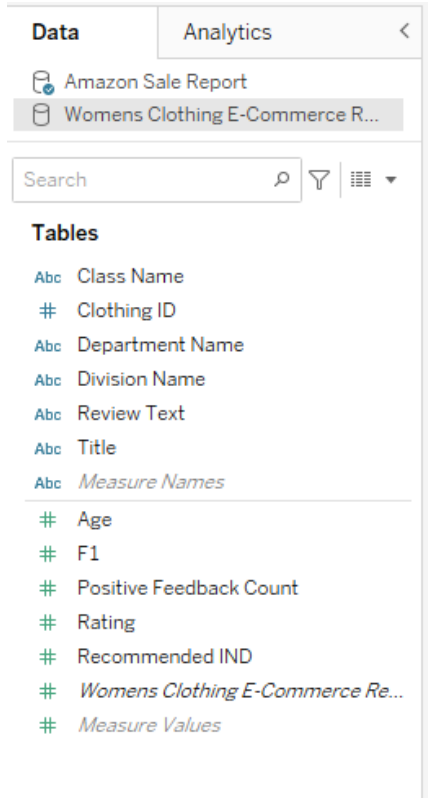 Data Analytics
Amazon Sale Report
Womens Clothing E-Commerce R...
Search
Tables
Abc Class Name
# Clothing ID
Abc Department Name
Abc Division Name
Abc Review Text
Abc Title
Abc Measure Names
# Age
# F1
# Positive Feedback Count
# Rating
# Recommended IND
# Womens Clothing E-Commerce Re...
# Measure Values